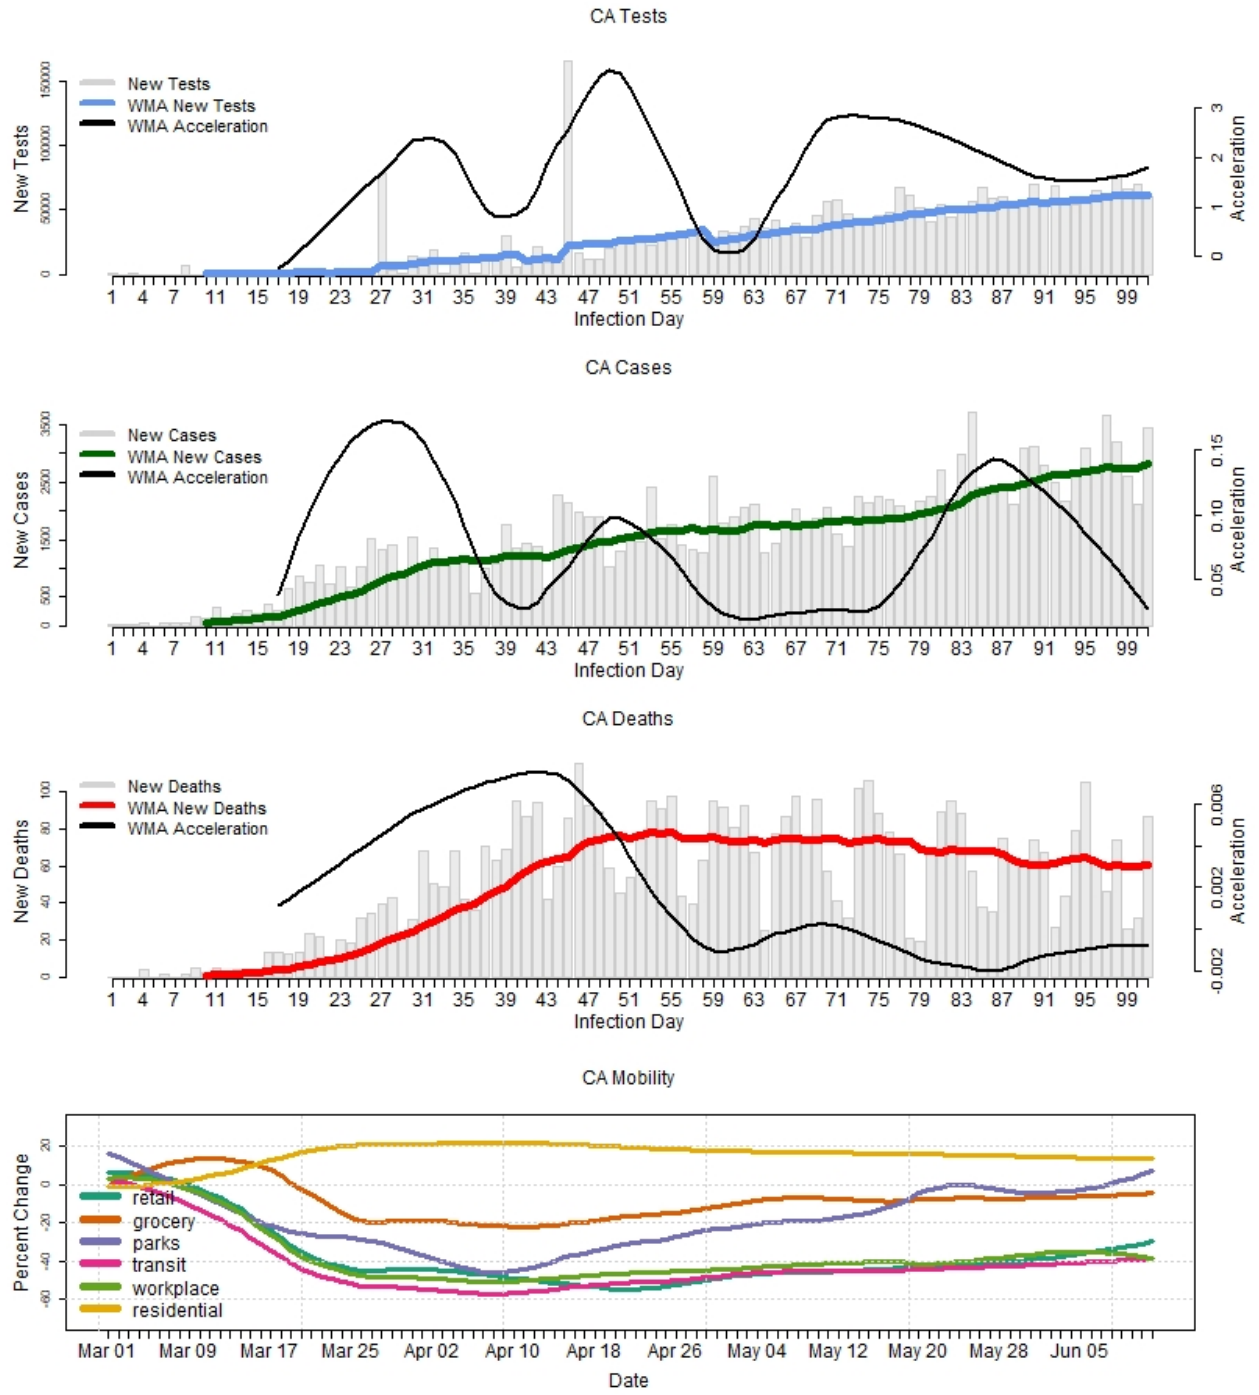 CA Tests
New Tests
WMA New Tests
WMA Acceleration
New Tests
0 50000 100000 150000
Acceleration
0 1 2 3
1 4 7 11 15 19 23 27 31 35 39 43 47 51 55 59 63 67 71 75 79 83 87 91 95 99
Infection Day
CA Cases
New Cases
WMA New Cases
WMA Acceleration
New Cases
0 500 1500 2500 3500
Acceleration
0.05 0.10 0.15
1 4 7 11 15 19 23 27 31 35 39 43 47 51 55 59 63 67 71 75 79 83 87 91 95 99
Infection Day
CA Deaths
New Deaths
WMA New Deaths
WMA Acceleration
New Deaths
0 20 40 60 80 100
Acceleration
-0.002 0.002 0.006
1 4 7 11 15 19 23 27 31 35 39 43 47 51 55 59 63 67 71 75 79 83 87 91 95 99
Infection Day
CA Mobility
Percent Change
20
0
-20
-40
-60
retail
grocery
parks
transit
workplace
residential
Mar 01 Mar 09 Mar 17 Mar 25 Apr 02 Apr 10 Apr 18 Apr 26 May 04 May 12 May 20 May 28 Jun 05
Date